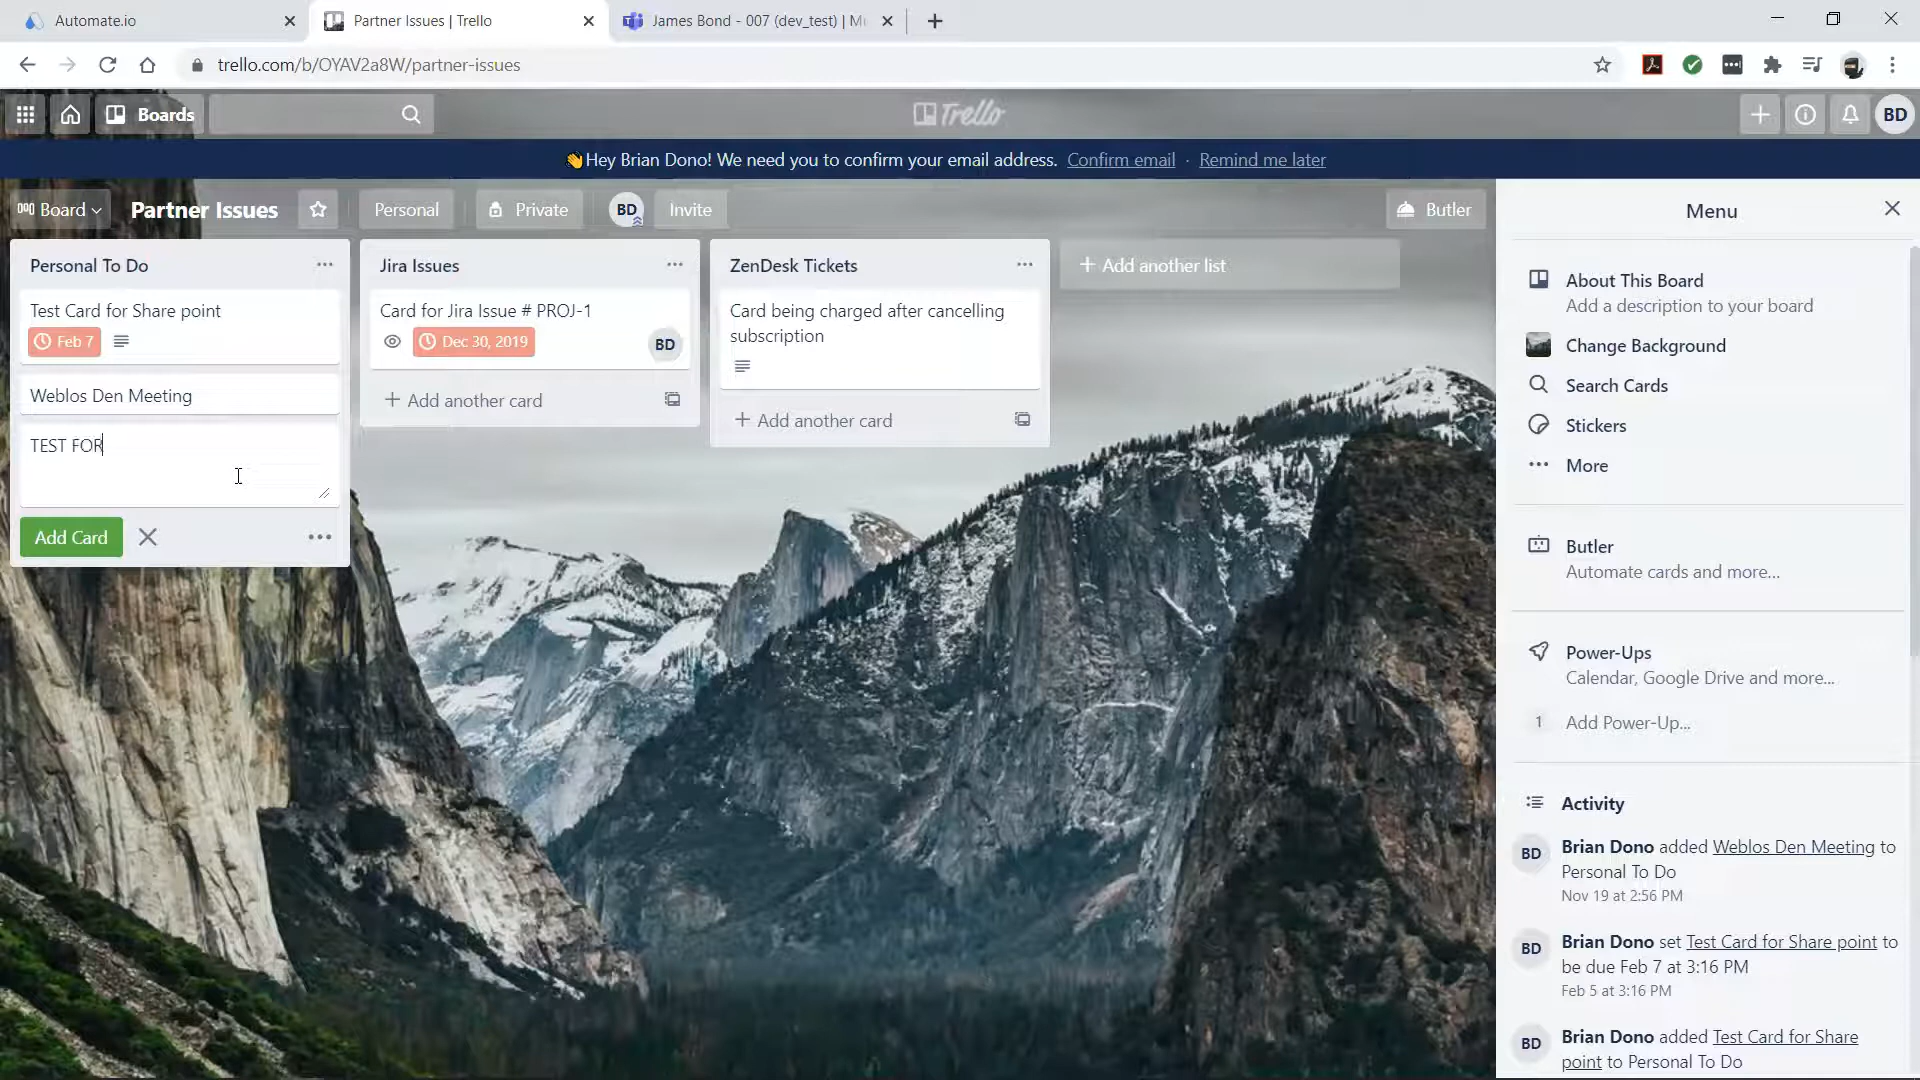 Automate.io
Partner Issues | Trello
James Bond - 007 (dev_test) | M
trello.com/b/OYAV2a8W/partner-issues
Boards
Trello
BD
👋Hey Brian Dono! We need you to confirm your email address. Confirm email · Remind me later
Board
Partner Issues
Personal
Private
BD
Invite
Butler
Personal To Do
Test Card for Share point
Feb 7
Weblos Den Meeting
TEST FOR
Add Card
Jira Issues
Card for Jira Issue # PROJ-1
Dec 30, 2019
BD
+ Add another card
ZenDesk Tickets
Card being charged after cancelling
subscription
+ Add another card
+ Add another list
Menu
About This Board
Add a description to your board
Change Background
Search Cards
Stickers
More
Butler
Automate cards and more...
Power-Ups
Calendar, Google Drive and more...
1 Add Power-Up...
Activity
BD
Brian Dono added Weblos Den Meeting to
Personal To Do
Nov 19 at 2:56 PM
BD
Brian Dono set Test Card for Share point to
be due Feb 7 at 3:16 PM
Feb 5 at 3:16 PM
BD
Brian Dono added Test Card for Share
point to Personal To Do